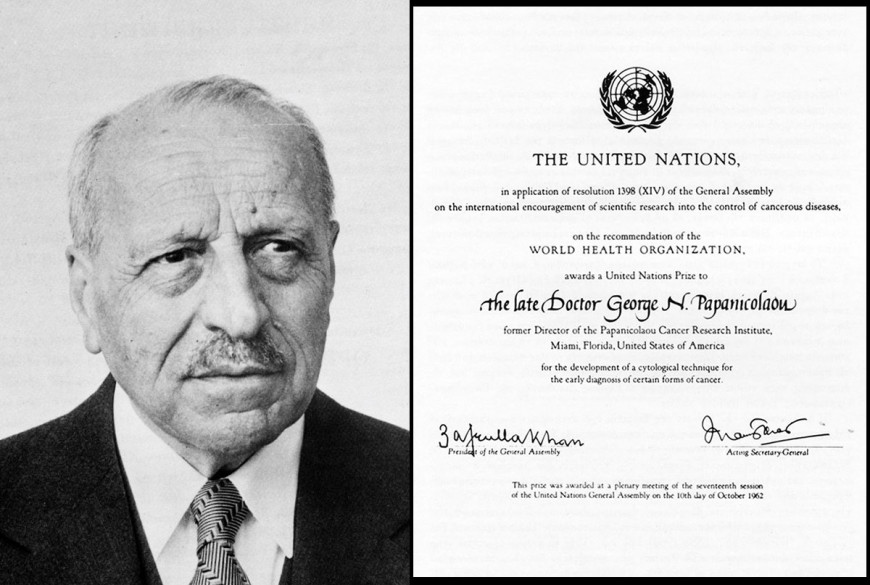 THE UNITED NATIONS,
in application of resolution 1398 (XIV) of the General Assembly
on the international encouragement of scientific research into the control of cancerous diseases,
on the recommendation of the
WORLD HEALTH ORGANIZATION,
awards a United Nations Prize to
the late Doctor George N. Papanicolaou
former Director of the Papanicolaou Cancer Research Institute,
Miami, Florida, United States of America
for the development of a cytological technique for
the early diagnosis of certain forms of cancer.
Zafrulla Khan
President of the General Assembly
Acting Secretary-General
This prize was awarded at a plenary meeting of the seventeenth session
of the United Nations General Assembly on the 10th day of October 1962